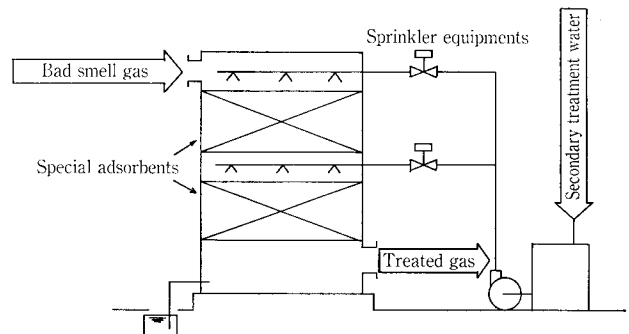 Sprinkler equipments
Bad smell gas
Secondary treatment water
Special adsorbents
Treated gas